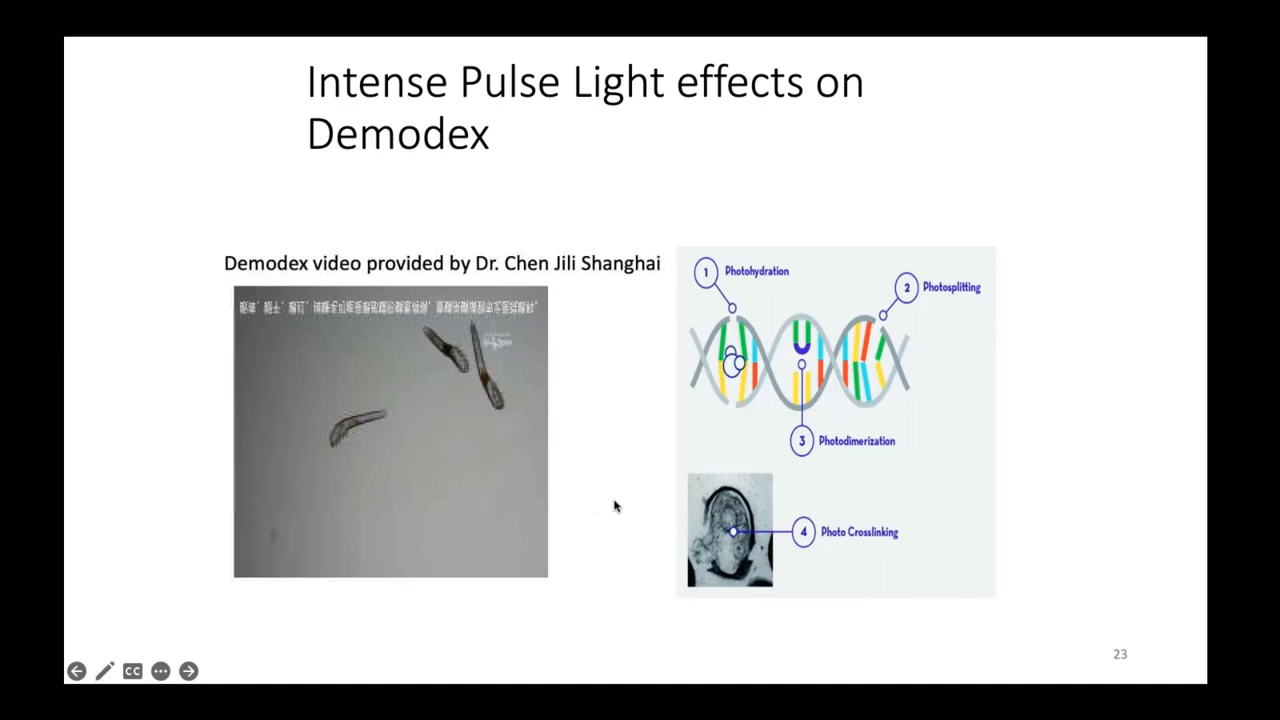 Intense Pulse Light effects on
Demodex
Demodex video provided by Dr. Chen Jili Shanghai
1 Photohydration
2 Photosplitting
3 Photodimerization
4 Photo Crosslinking
23
CC